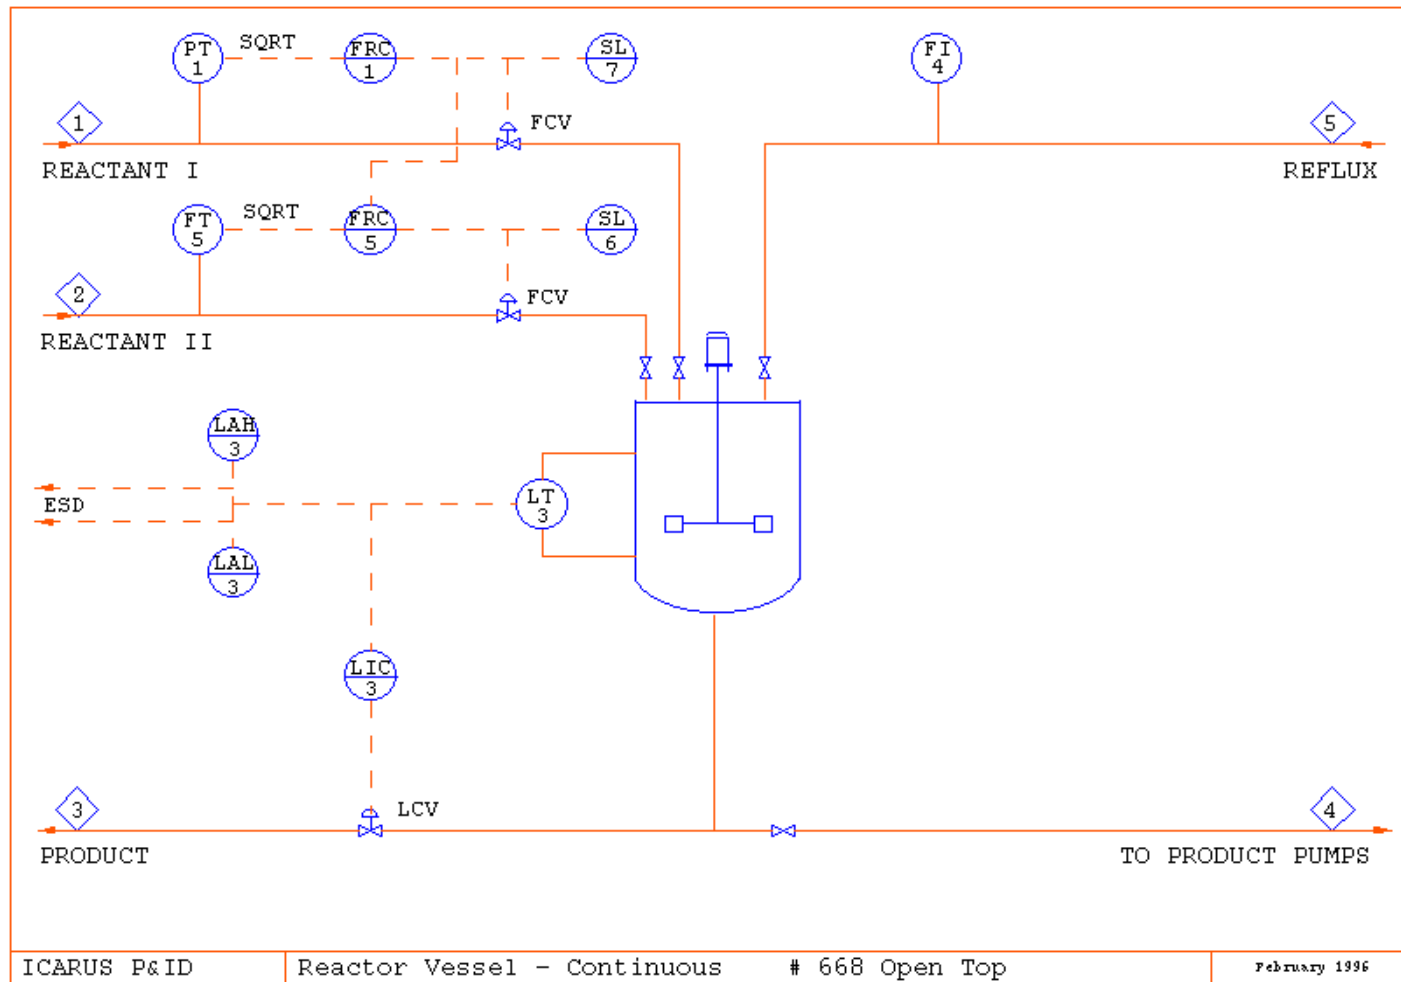 PT
1
SQRT
FRC
1
SL
7
FI
4
1
FCV
5
REACTANT I
REFLUX
FT
5
SQRT
FRC
5
SL
6
2
FCV
REACTANT II
LAH
3
ESD
LT
3
LAL
3
LIC
3
3
LCV
4
PRODUCT
TO PRODUCT PUMPS
ICARUS P&ID
Reactor Vessel - Continuous # 668 Open Top
February 1996